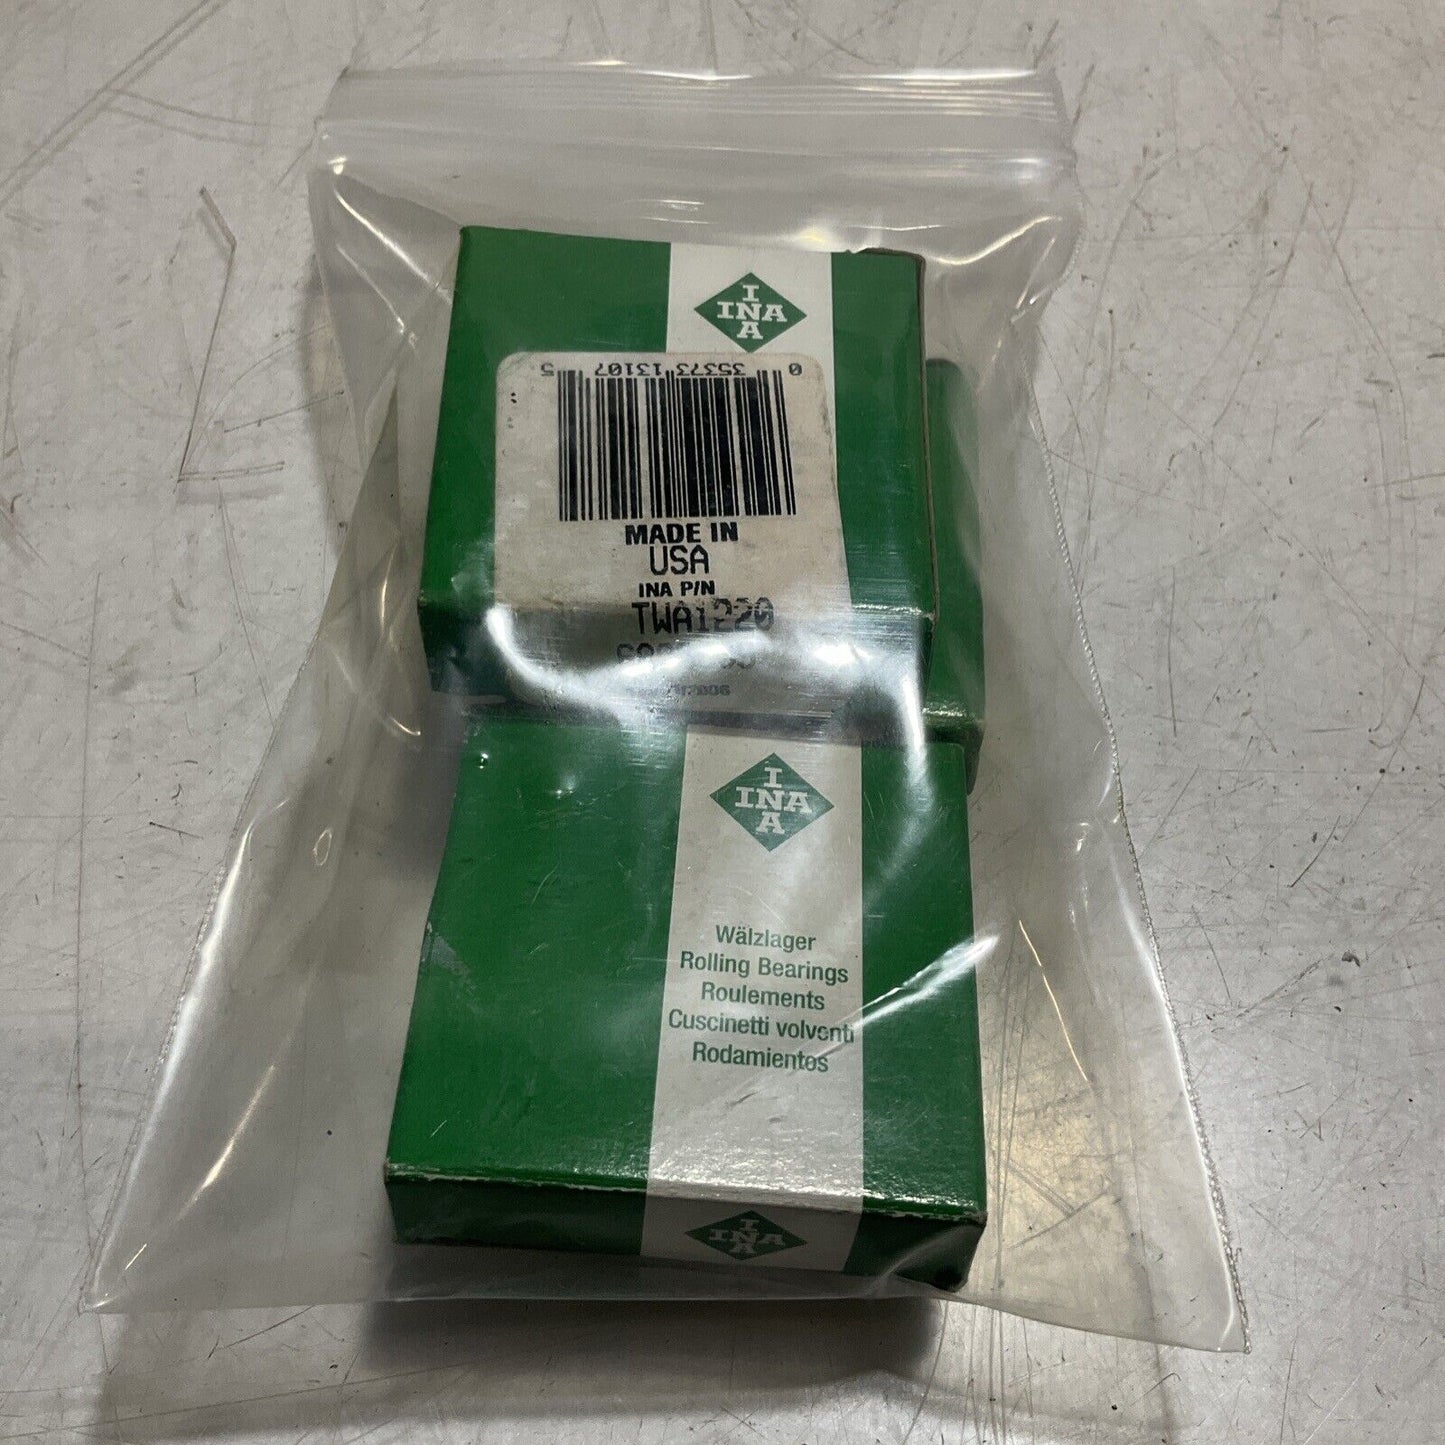 I
INA
A
0 35373 13107 5
MADE IN
USA
INA P/N
TWA1220
I
INA
A
Wälzlager
Rolling Bearings
Roulements
Cuscinetti volventi
Rodamientos
I
INA
A